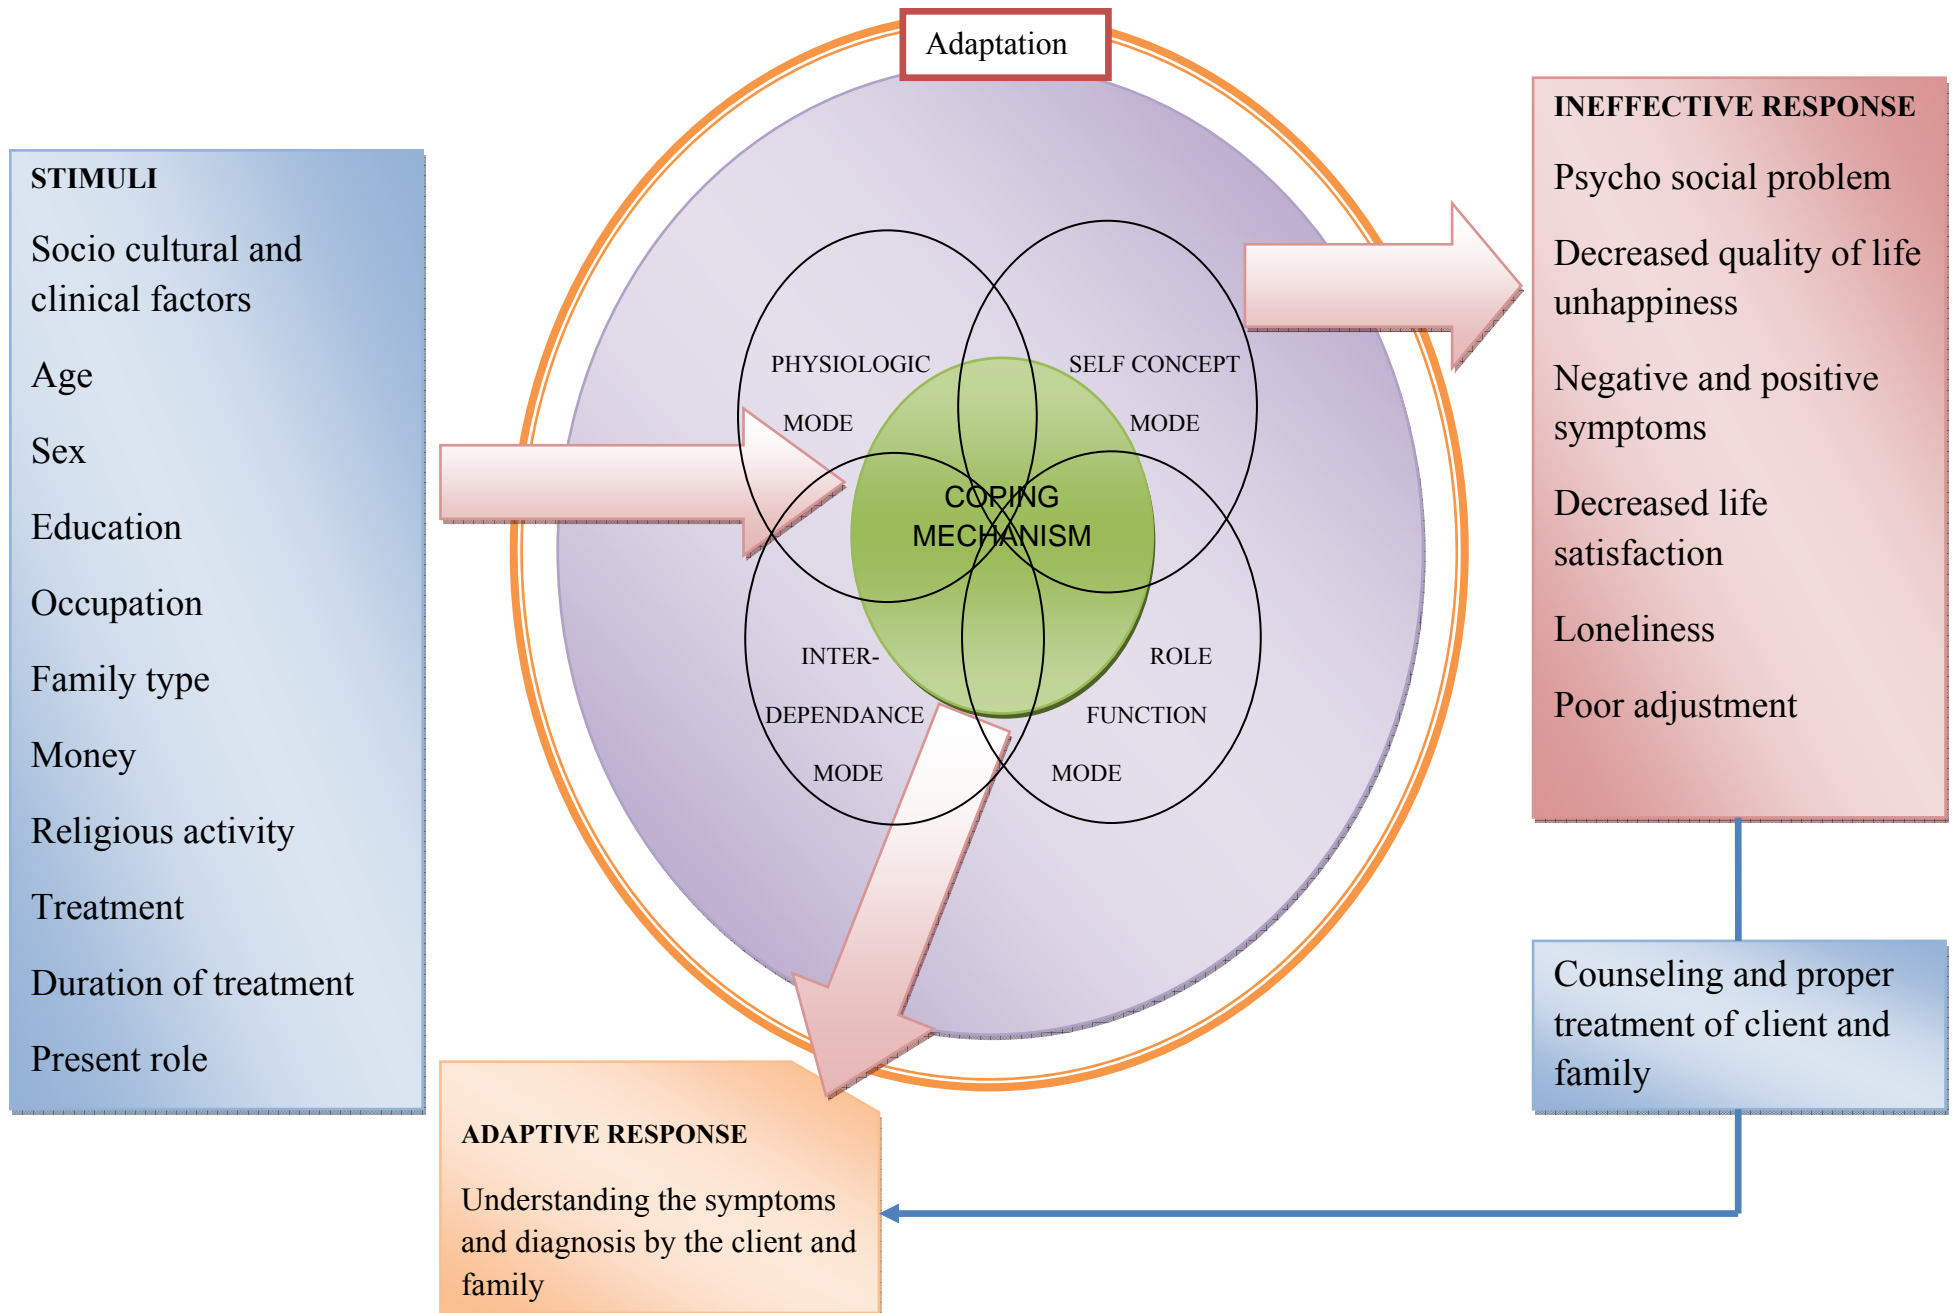 Adaptation
STIMULI
Socio cultural and
clinical factors
Age
Sex
Education
Occupation
Family type
Money
Religious activity
Treatment
Duration of treatment
Present role
PHYSIOLOGIC
MODE
SELF CONCEPT
MODE
COPING
MECHANISM
INTER-
DEPENDANCE
MODE
ROLE
FUNCTION
MODE
INEFFECTIVE RESPONSE
Psycho social problem
Decreased quality of life
unhappiness
Negative and positive
symptoms
Decreased life
satisfaction
Loneliness
Poor adjustment
Counseling and proper
treatment of client and
family
ADAPTIVE RESPONSE
Understanding the symptoms
and diagnosis by the client and
family